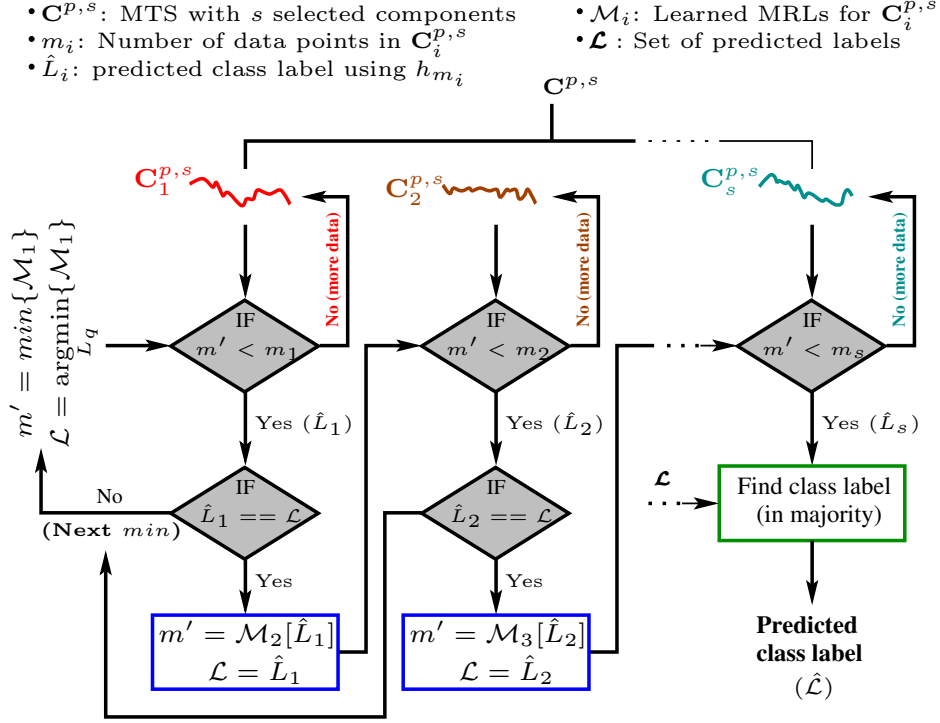 • C^{p,s}: MTS with s selected components
• m_i: Number of data points in C_i^{p,s}
• L̂_i: predicted class label using h_{m_i}
• ℳ_i: Learned MRLs for C_i^{p,s}
• 𝓛 : Set of predicted labels
C^{p,s}
C_1^{p,s}
C_2^{p,s}
C_s^{p,s}
No (more data)
No (more data)
No (more data)
m′ = min{ℳ_1}
ℒ = argmin{ℳ_1}
L_q
IF
m′ < m_1
IF
m′ < m_2
IF
m′ < m_s
Yes (L̂_1)
Yes (L̂_2)
Yes (L̂_s)
No
(Next min)
IF
L̂_1 == ℒ
IF
L̂_2 == ℒ
𝓛
Find class label
(in majority)
Yes
Yes
m′ = ℳ_2[L̂_1]
ℒ = L̂_1
m′ = ℳ_3[L̂_2]
ℒ = L̂_2
Predicted
class label
(ℒ̂)